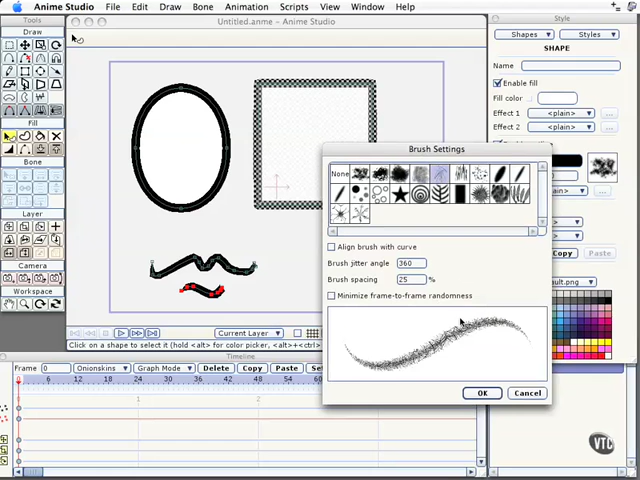 Anime Studio File Edit Draw Bone Animation Scripts View Window Help
Untitled.anme - Anime Studio
Tools
Draw
Fill
Bone
Layer
Camera
Workspace
Style
Shapes Styles
SHAPE
Name
Enable fill
Fill color
Effect 1 <plain> ...
Effect 2 <plain> ...
Brush Settings
None
Align brush with curve
Brush jitter angle 360
Brush spacing 25 %
Minimize frame-to-frame randomness
OK Cancel
Copy Paste
Current Layer
Click on a shape to select it (hold <alt> for color picker, <alt>+<ctrl>
Timeline
Frame 0 Onionskins Graph Mode Delete Copy Paste
0 6 12 18 24 30 36 42 48 54 60 66 72 78
1 2
VTC